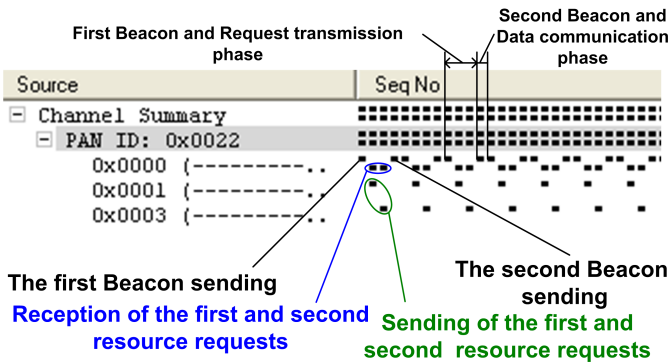 First Beacon and Request transmission
phase
Second Beacon and
Data communication
phase
Source
Seq No
Channel Summary
PAN ID: 0x0022
0x0000 (---------..
0x0001 (---------..
0x0003 (---------..
The first Beacon sending
Reception of the first and second
resource requests
The second Beacon
sending
Sending of the first and
second resource requests